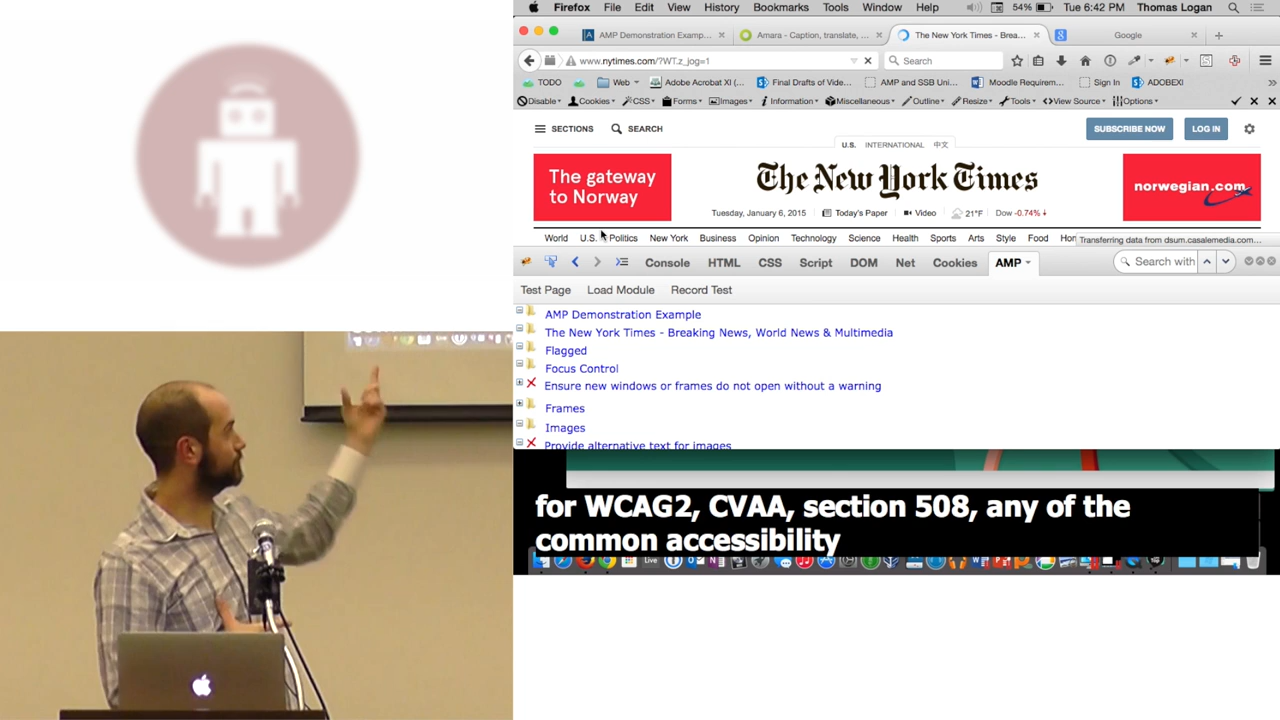 Firefox File Edit View History Bookmarks Tools Window Help 54% Tue 6:42 PM Thomas Logan
AMP Demonstration Examp... Amara - Caption, translate, ... The New York Times - Brea... Google
www.nytimes.com/?WT.z_jog=1 Search
TODO Web Adobe Acrobat XI (... Final Drafts of Vide... AMP and SSB Uni... Moodle Requirem... Sign In ADOBEXI
Disable Cookies CSS Forms Images Information Miscellaneous Outline Resize Tools View Source Options
SECTIONS SEARCH SUBSCRIBE NOW LOG IN
U.S. INTERNATIONAL 中文
The gateway
to Norway
The New York Times
norwegian.com
Tuesday, January 6, 2015 Today's Paper Video 21°F Dow -0.74%
World U.S. Politics New York Business Opinion Technology Science Health Sports Arts Style Food
Transferring data from dsum.casalemedia.com...
Console HTML CSS Script DOM Net Cookies AMP Search with
Test Page Load Module Record Test
AMP Demonstration Example
The New York Times - Breaking News, World News & Multimedia
Flagged
Focus Control
Ensure new windows or frames do not open without a warning
Frames
Images
Provide alternative text for images
for WCAG2, CVAA, section 508, any of the
common accessibility
Live